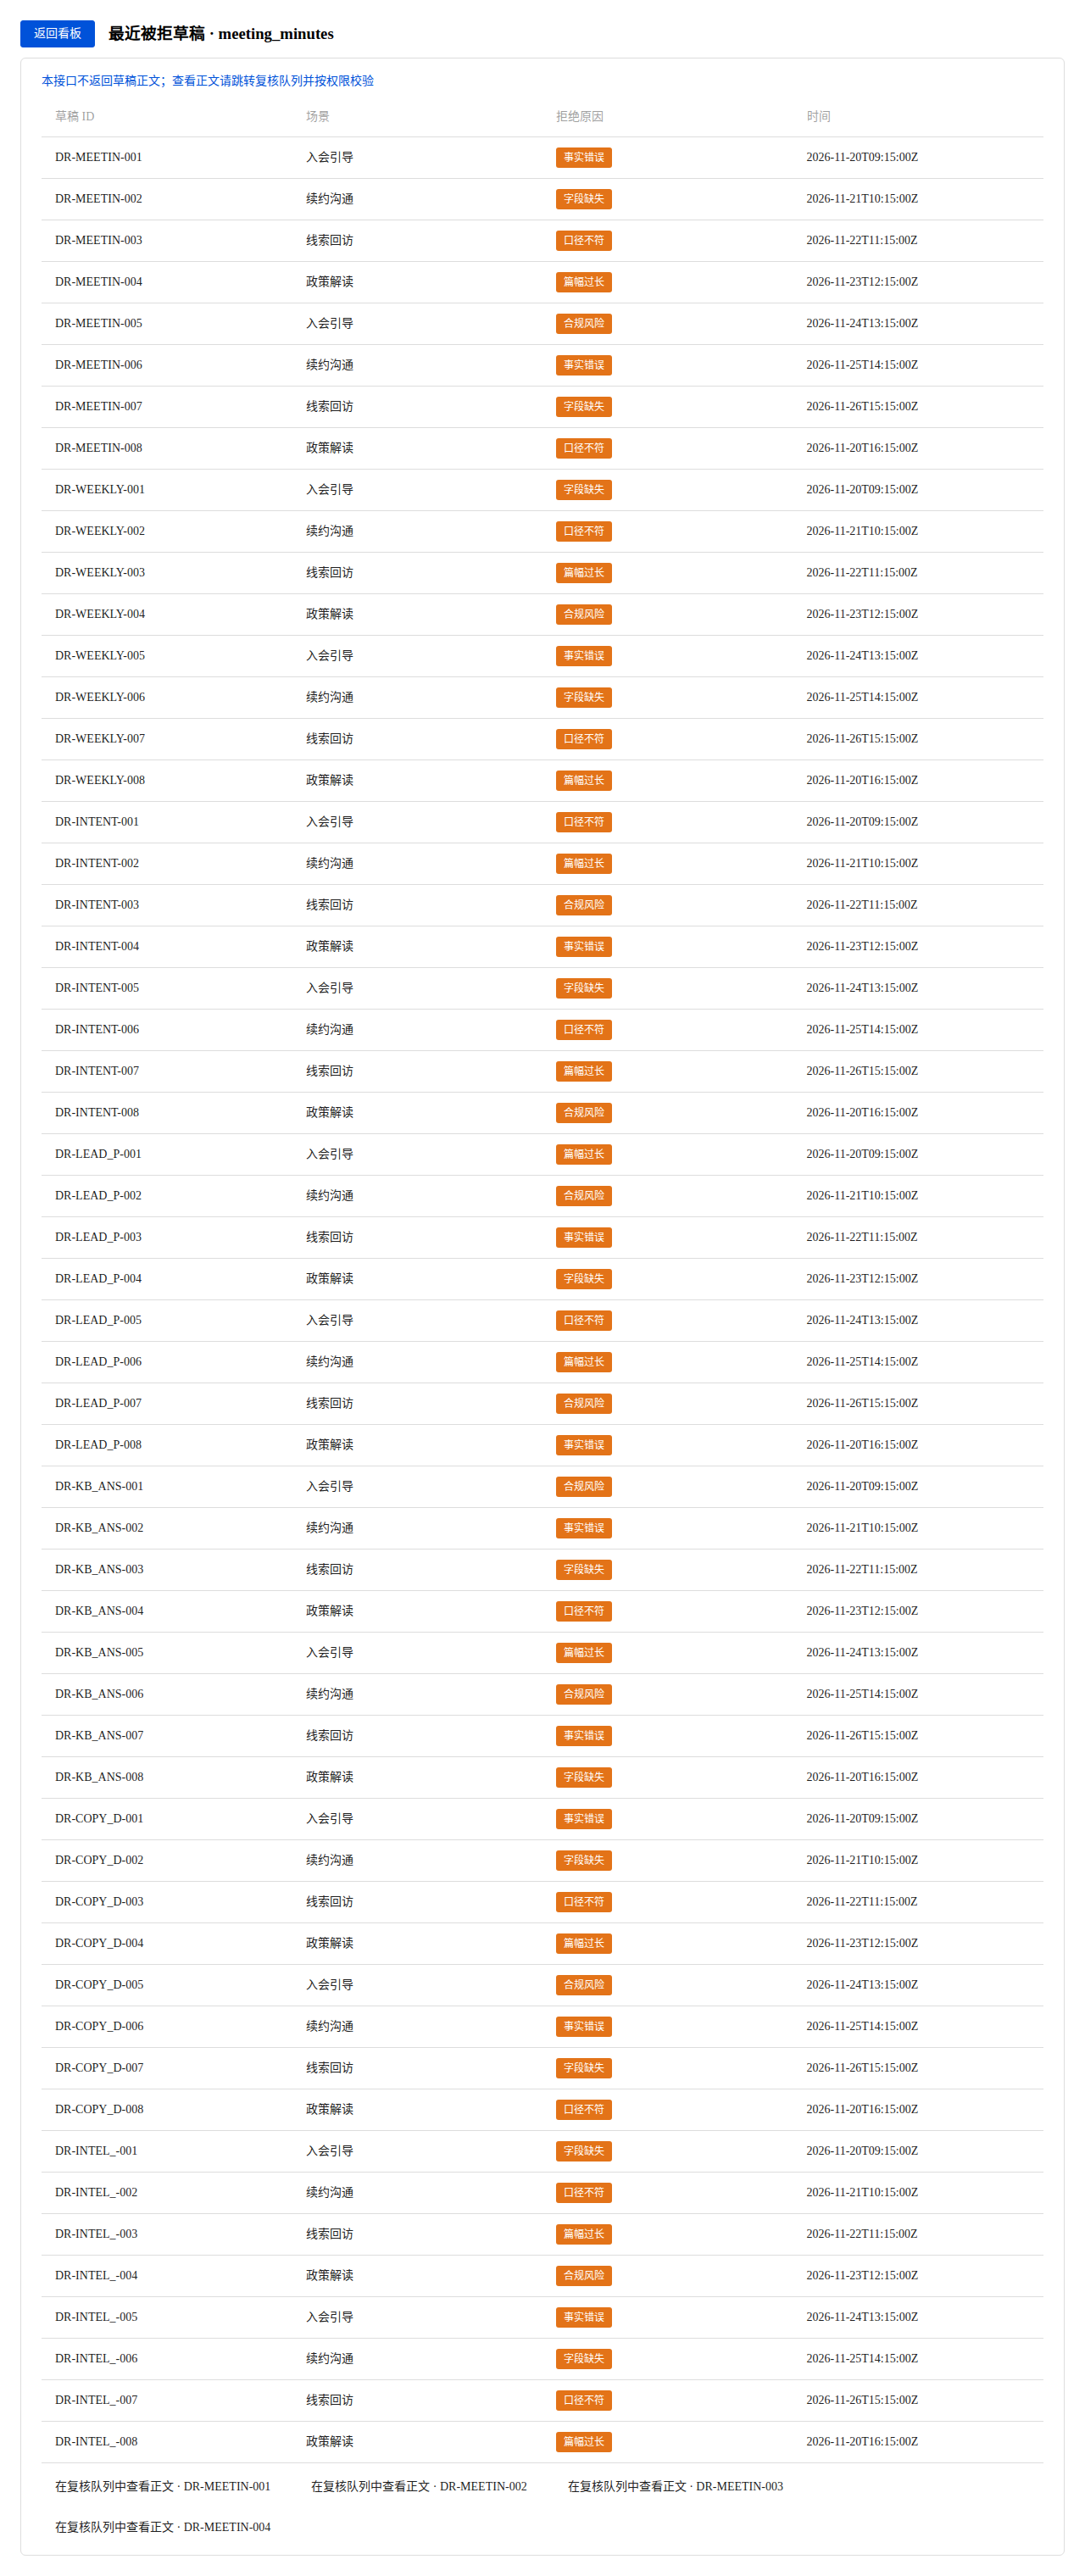 返回看板 最近被拒草稿 · meeting_minutes
本接口不返回草稿正文；查看正文请跳转复核队列并按权限校验
草稿 ID 场景 拒绝原因 时间
DR-MEETIN-001 入会引导 事实错误 2026-11-20T09:15:00Z
DR-MEETIN-002 续约沟通 字段缺失 2026-11-21T10:15:00Z
DR-MEETIN-003 线索回访 口径不符 2026-11-22T11:15:00Z
DR-MEETIN-004 政策解读 篇幅过长 2026-11-23T12:15:00Z
DR-MEETIN-005 入会引导 合规风险 2026-11-24T13:15:00Z
DR-MEETIN-006 续约沟通 事实错误 2026-11-25T14:15:00Z
DR-MEETIN-007 线索回访 字段缺失 2026-11-26T15:15:00Z
DR-MEETIN-008 政策解读 口径不符 2026-11-20T16:15:00Z
DR-WEEKLY-001 入会引导 字段缺失 2026-11-20T09:15:00Z
DR-WEEKLY-002 续约沟通 口径不符 2026-11-21T10:15:00Z
DR-WEEKLY-003 线索回访 篇幅过长 2026-11-22T11:15:00Z
DR-WEEKLY-004 政策解读 合规风险 2026-11-23T12:15:00Z
DR-WEEKLY-005 入会引导 事实错误 2026-11-24T13:15:00Z
DR-WEEKLY-006 续约沟通 字段缺失 2026-11-25T14:15:00Z
DR-WEEKLY-007 线索回访 口径不符 2026-11-26T15:15:00Z
DR-WEEKLY-008 政策解读 篇幅过长 2026-11-20T16:15:00Z
DR-INTENT-001 入会引导 口径不符 2026-11-20T09:15:00Z
DR-INTENT-002 续约沟通 篇幅过长 2026-11-21T10:15:00Z
DR-INTENT-003 线索回访 合规风险 2026-11-22T11:15:00Z
DR-INTENT-004 政策解读 事实错误 2026-11-23T12:15:00Z
DR-INTENT-005 入会引导 字段缺失 2026-11-24T13:15:00Z
DR-INTENT-006 续约沟通 口径不符 2026-11-25T14:15:00Z
DR-INTENT-007 线索回访 篇幅过长 2026-11-26T15:15:00Z
DR-INTENT-008 政策解读 合规风险 2026-11-20T16:15:00Z
DR-LEAD_P-001 入会引导 篇幅过长 2026-11-20T09:15:00Z
DR-LEAD_P-002 续约沟通 合规风险 2026-11-21T10:15:00Z
DR-LEAD_P-003 线索回访 事实错误 2026-11-22T11:15:00Z
DR-LEAD_P-004 政策解读 字段缺失 2026-11-23T12:15:00Z
DR-LEAD_P-005 入会引导 口径不符 2026-11-24T13:15:00Z
DR-LEAD_P-006 续约沟通 篇幅过长 2026-11-25T14:15:00Z
DR-LEAD_P-007 线索回访 合规风险 2026-11-26T15:15:00Z
DR-LEAD_P-008 政策解读 事实错误 2026-11-20T16:15:00Z
DR-KB_ANS-001 入会引导 合规风险 2026-11-20T09:15:00Z
DR-KB_ANS-002 续约沟通 事实错误 2026-11-21T10:15:00Z
DR-KB_ANS-003 线索回访 字段缺失 2026-11-22T11:15:00Z
DR-KB_ANS-004 政策解读 口径不符 2026-11-23T12:15:00Z
DR-KB_ANS-005 入会引导 篇幅过长 2026-11-24T13:15:00Z
DR-KB_ANS-006 续约沟通 合规风险 2026-11-25T14:15:00Z
DR-KB_ANS-007 线索回访 事实错误 2026-11-26T15:15:00Z
DR-KB_ANS-008 政策解读 字段缺失 2026-11-20T16:15:00Z
DR-COPY_D-001 入会引导 事实错误 2026-11-20T09:15:00Z
DR-COPY_D-002 续约沟通 字段缺失 2026-11-21T10:15:00Z
DR-COPY_D-003 线索回访 口径不符 2026-11-22T11:15:00Z
DR-COPY_D-004 政策解读 篇幅过长 2026-11-23T12:15:00Z
DR-COPY_D-005 入会引导 合规风险 2026-11-24T13:15:00Z
DR-COPY_D-006 续约沟通 事实错误 2026-11-25T14:15:00Z
DR-COPY_D-007 线索回访 字段缺失 2026-11-26T15:15:00Z
DR-COPY_D-008 政策解读 口径不符 2026-11-20T16:15:00Z
DR-INTEL_-001 入会引导 字段缺失 2026-11-20T09:15:00Z
DR-INTEL_-002 续约沟通 口径不符 2026-11-21T10:15:00Z
DR-INTEL_-003 线索回访 篇幅过长 2026-11-22T11:15:00Z
DR-INTEL_-004 政策解读 合规风险 2026-11-23T12:15:00Z
DR-INTEL_-005 入会引导 事实错误 2026-11-24T13:15:00Z
DR-INTEL_-006 续约沟通 字段缺失 2026-11-25T14:15:00Z
DR-INTEL_-007 线索回访 口径不符 2026-11-26T15:15:00Z
DR-INTEL_-008 政策解读 篇幅过长 2026-11-20T16:15:00Z
在复核队列中查看正文 · DR-MEETIN-001 在复核队列中查看正文 · DR-MEETIN-002 在复核队列中查看正文 · DR-MEETIN-003
在复核队列中查看正文 · DR-MEETIN-004